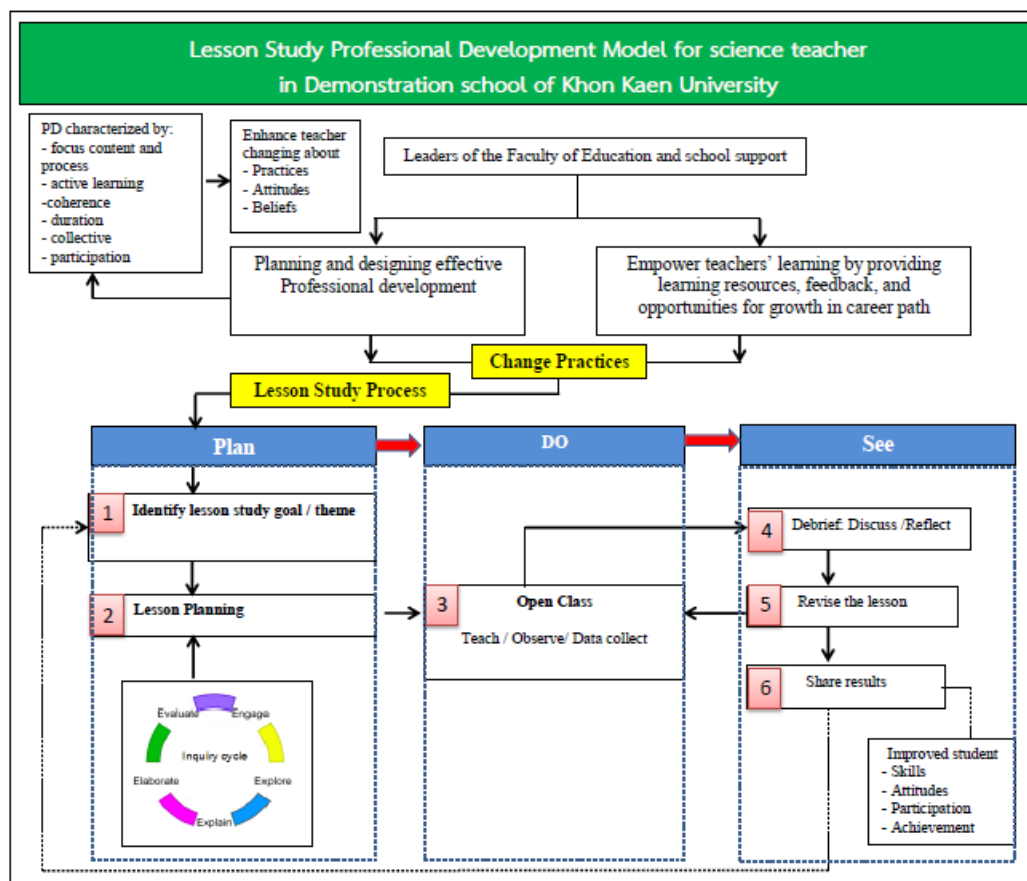 Lesson Study Professional Development Model for science teacher
in Demonstration school of Khon Kaen University
PD characterized by:
- focus content and
process
- active learning
-coherence
- duration
- collective
- participation
Enhance teacher
changing about
- Practices
- Attitudes
- Beliefs
Leaders of the Faculty of Education and school support
Planning and designing effective
Professional development
Empower teachers’ learning by providing
learning resources, feedback, and
opportunities for growth in career path
Change Practices
Lesson Study Process
Plan
DO
See
1
Identify lesson study goal / theme
2
Lesson Planning
Evaluate
Engage
Inquiry cycle
Elaborate
Explore
Explain
3
Open Class
Teach / Observe/ Data collect
4
Debrief: Discuss /Reflect
5
Revise the lesson
6
Share results
Improved student
- Skills
- Attitudes
- Participation
- Achievement